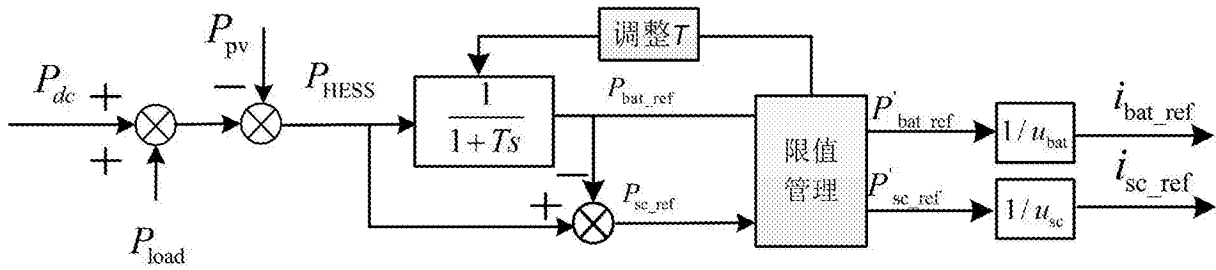 P_pv
调整T
P_dc
+
−
P_HESS
1
1+Ts
P_bat_ref
P'_bat_ref
1/u_bat
i_bat_ref
+
−
限值
管理
+
P_sc_ref
P'_sc_ref
1/u_sc
i_sc_ref
P_load